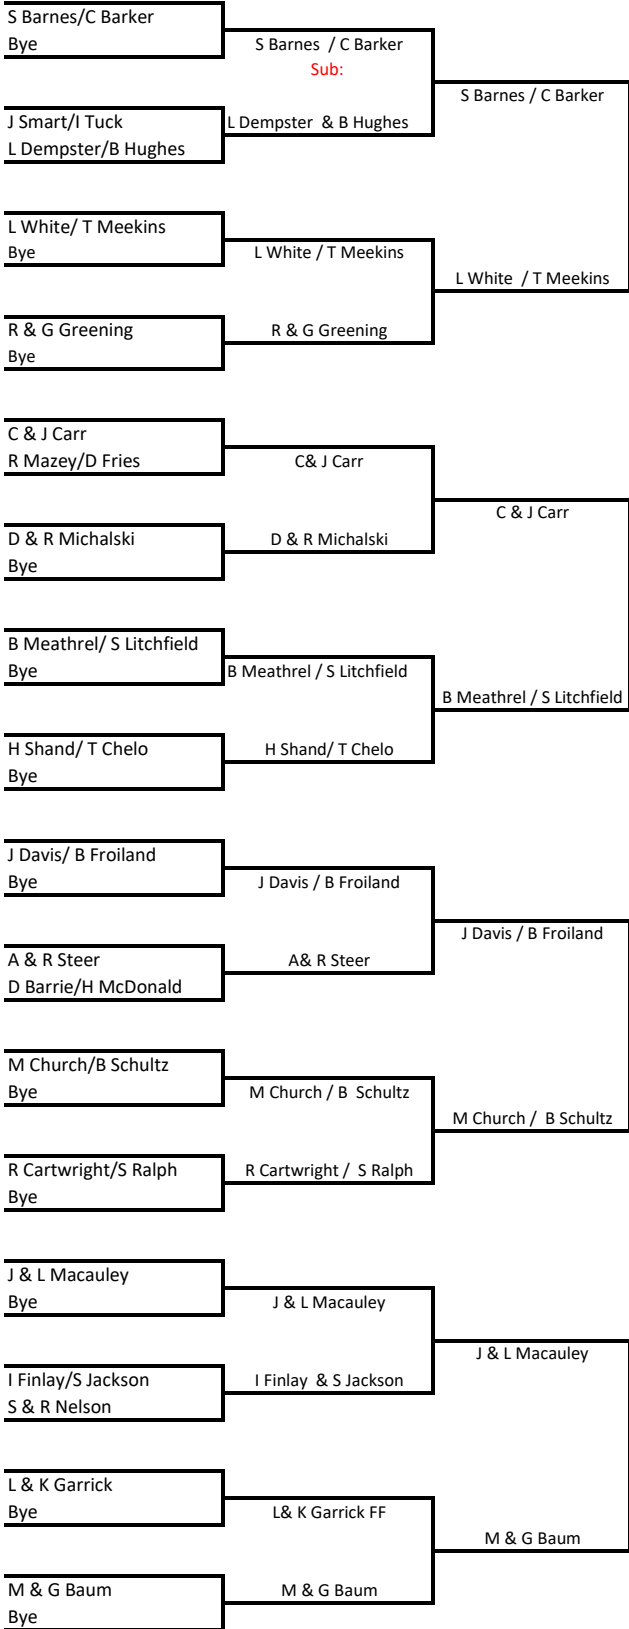 S Barnes/C Barker
Bye
J Smart/I Tuck
L Dempster/B Hughes
L White/ T Meekins
Bye
R & G Greening
Bye
C & J Carr
R Mazey/D Fries
D & R Michalski
Bye
B Meathrel/ S Litchfield
Bye
H Shand/ T Chelo
Bye
J Davis/ B Froiland
Bye
A & R Steer
D Barrie/H McDonald
M Church/B Schultz
Bye
R Cartwright/S Ralph
Bye
J & L Macauley
Bye
I Finlay/S Jackson
S & R Nelson
L & K Garrick
Bye
M & G Baum
Bye
S Barnes / C Barker
Sub:
L Dempster & B Hughes
L White / T Meekins
R & G Greening
C& J Carr
D & R Michalski
B Meathrel / S Litchfield
H Shand/ T Chelo
J Davis / B Froiland
A& R Steer
M Church / B Schultz
R Cartwright / S Ralph
J & L Macauley
I Finlay & S Jackson
L& K Garrick FF
M & G Baum
S Barnes / C Barker
L White / T Meekins
C & J Carr
B Meathrel / S Litchfield
J Davis / B Froiland
M Church / B Schultz
J & L Macauley
M & G Baum